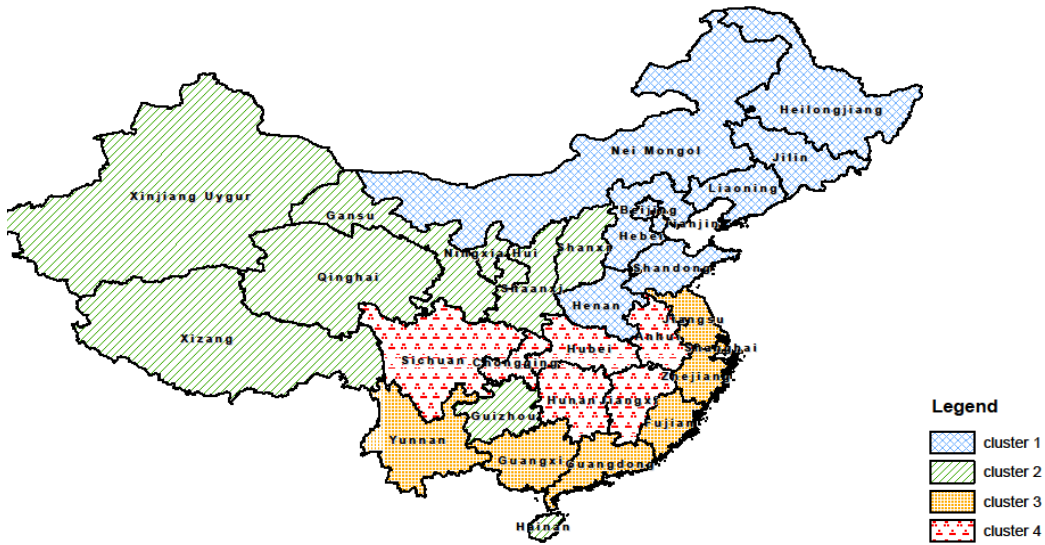 Heilongjiang
Nei Mongol
Jilin
Liaoning
Xinjiang Uygur
Gansu
Beijing
Tianjin
Hebei
Ningxia Hui
Shanxi
Qinghai
Shandong
Shaanxi
Henan
Jiangsu
Xizang
Anhui
Shanghai
Hubei
Sichuan
Chongqing
Zhejiang
Hunan
Jiangxi
Guizhou
Fujian
Yunnan
Guangxi
Guangdong
Hainan
Legend
cluster 1
cluster 2
cluster 3
cluster 4